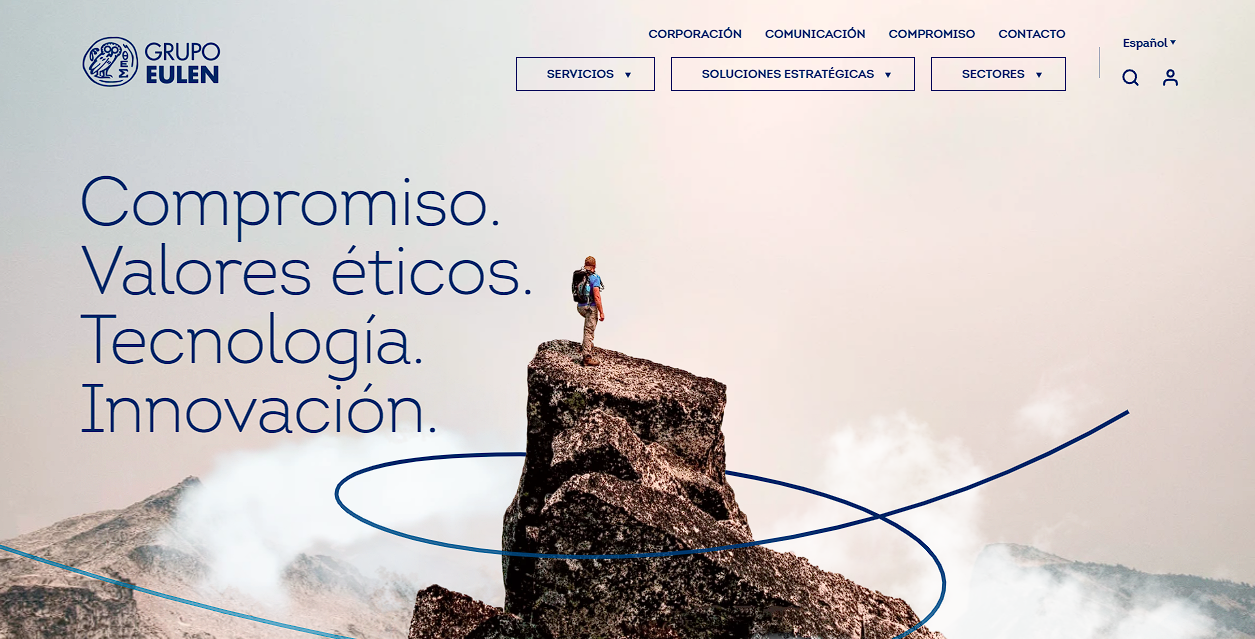 GRUPO
EULEN
CORPORACIÓN COMUNICACIÓN COMPROMISO CONTACTO
Español
SERVICIOS SOLUCIONES ESTRATÉGICAS SECTORES
Compromiso.
Valores éticos.
Tecnología.
Innovación.